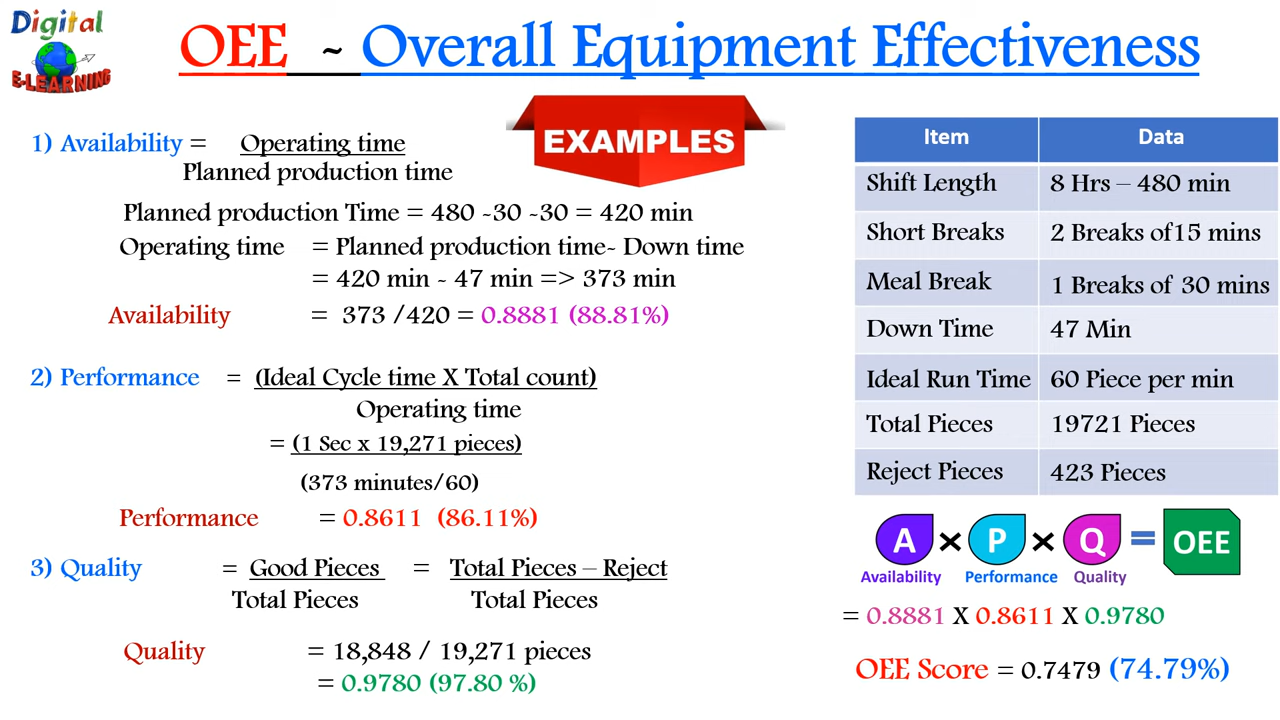 Digital
E-LEARNING
OEE - Overall Equipment Effectiveness
EXAMPLES
1) Availability = Operating time
Planned production time
Planned production Time = 480 -30 -30 = 420 min
Operating time = Planned production time- Down time
= 420 min - 47 min => 373 min
Availability = 373 /420 = 0.8881 (88.81%)
2) Performance = (Ideal Cycle time X Total count)
Operating time
= (1 Sec x 19,271 pieces)
(373 minutes/60)
Performance = 0.8611 (86.11%)
3) Quality = Good Pieces = Total Pieces – Reject
Total Pieces Total Pieces
Quality = 18,848 / 19,271 pieces
= 0.9780 (97.80 %)
Item Data
Shift Length 8 Hrs – 480 min
Short Breaks 2 Breaks of15 mins
Meal Break 1 Breaks of 30 mins
Down Time 47 Min
Ideal Run Time 60 Piece per min
Total Pieces 19721 Pieces
Reject Pieces 423 Pieces
A × P × Q = OEE
Availability Performance Quality
= 0.8881 X 0.8611 X 0.9780
OEE Score = 0.7479 (74.79%)